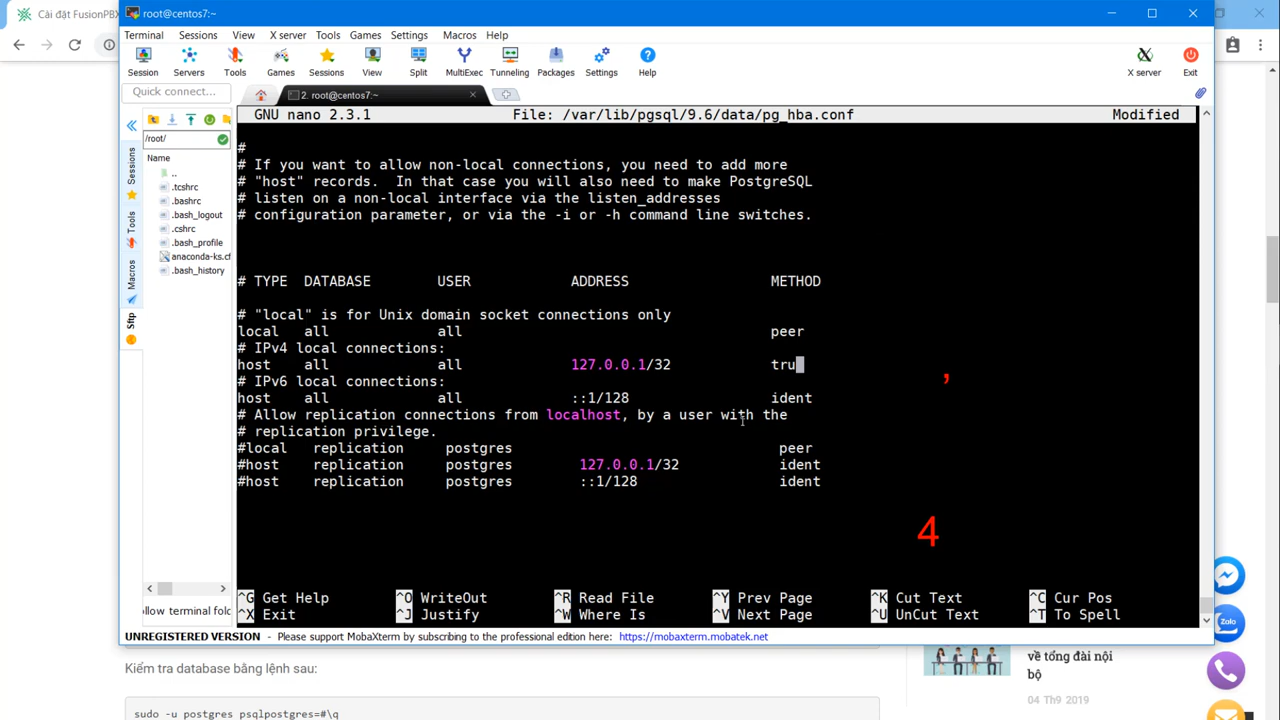 Cài đặt FusionPBX
root@centos7:~
Terminal Sessions View X server Tools Games Settings Macros Help
Session Servers Tools Games Sessions View Split MultiExec Tunneling Packages Settings Help X server Exit
Quick connect...
2. root@centos7:~
/root/
Name
..
.tcshrc
.bashrc
.bash_logout
.cshrc
.bash_profile
anaconda-ks.cf
.bash_history
Sessions
Tools
Macros
Sftp
GNU nano 2.3.1 File: /var/lib/pgsql/9.6/data/pg_hba.conf Modified
#
# If you want to allow non-local connections, you need to add more
# "host" records.  In that case you will also need to make PostgreSQL
# listen on a non-local interface via the listen_addresses
# configuration parameter, or via the -i or -h command line switches.
# TYPE  DATABASE        USER            ADDRESS                 METHOD
# "local" is for Unix domain socket connections only
local   all             all                                     peer
# IPv4 local connections:
host    all             all             127.0.0.1/32            tru
# IPv6 local connections:
host    all             all             ::1/128                 ident
# Allow replication connections from localhost, by a user with the
# replication privilege.
#local   replication     postgres                                peer
#host    replication     postgres        127.0.0.1/32            ident
#host    replication     postgres        ::1/128                 ident
,
4
^G Get Help ^O WriteOut ^R Read File ^Y Prev Page ^K Cut Text ^C Cur Pos
^X Exit ^J Justify ^W Where Is ^V Next Page ^U UnCut Text ^T To Spell
ollow terminal fold
UNREGISTERED VERSION - Please support MobaXterm by subscribing to the professional edition here: https://mobaxterm.mobatek.net
Kiểm tra database bằng lệnh sau:
sudo -u postgres psqlpostgres=#\q
Zalo
về tổng đài nội
bộ
04 Th9 2019